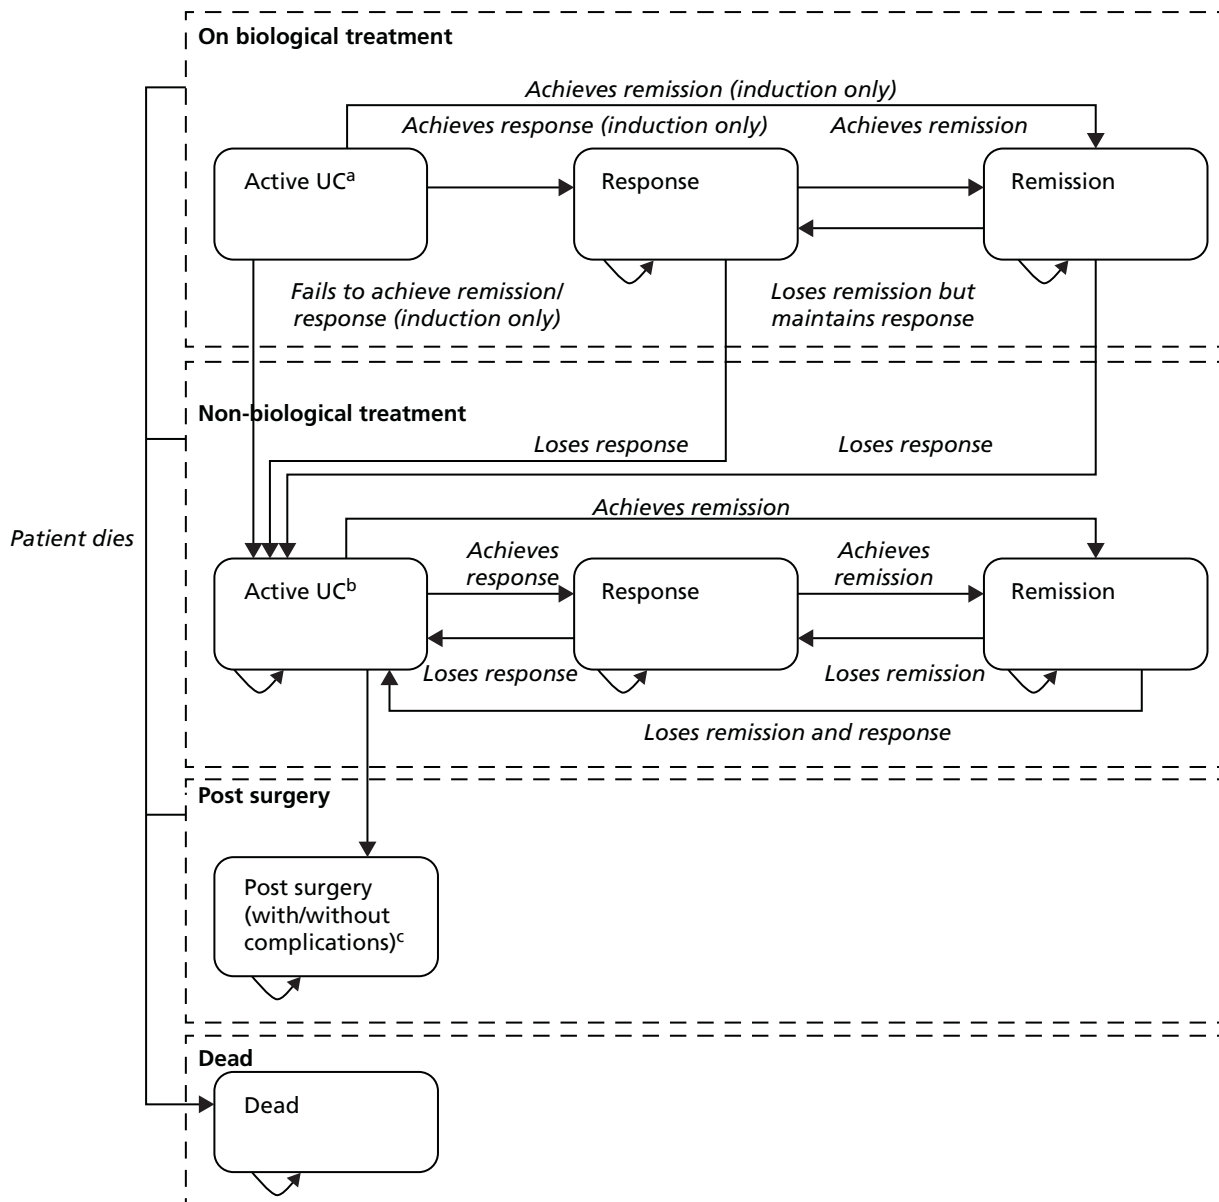 On biological treatment
Achieves remission (induction only)
Achieves response (induction only)
Achieves remission
Active UCa
Response
Remission
Fails to achieve remission/
response (induction only)
Loses remission but
maintains response
Non-biological treatment
Loses response
Loses response
Achieves remission
Patient dies
Achieves
response
Achieves
remission
Active UCb
Response
Remission
Loses response
Loses remission
Loses remission and response
Post surgery
Post surgery
(with/without
complications)c
Dead
Dead